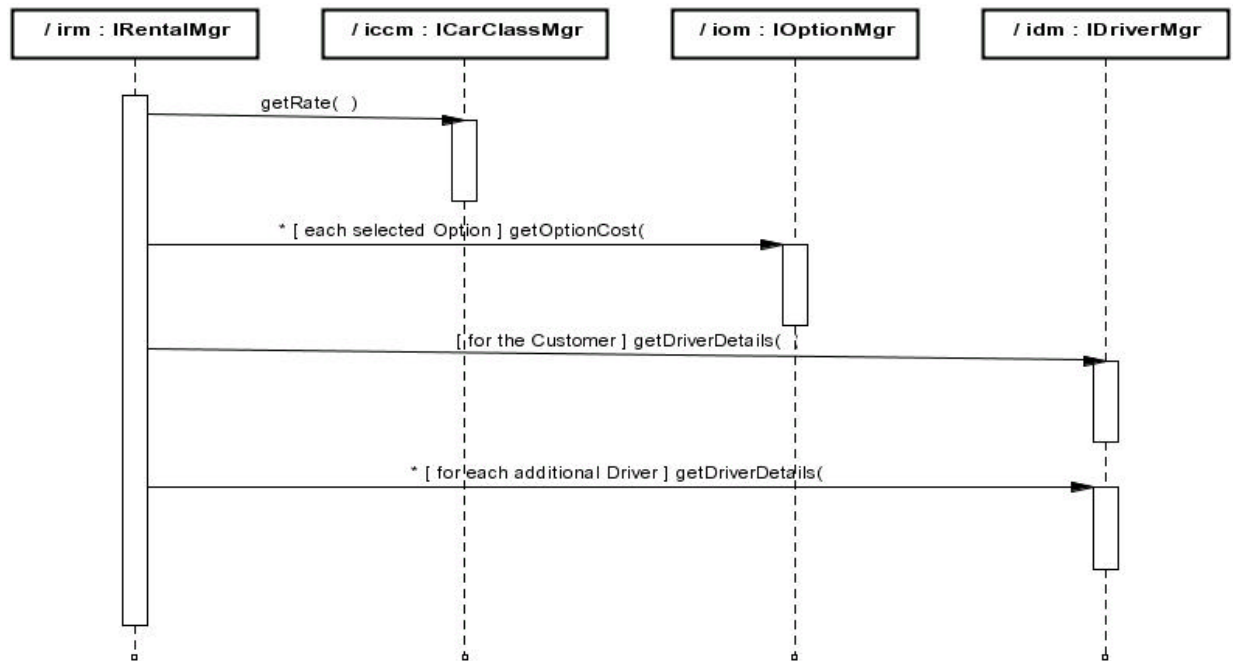 / irm : IRentalMgr
/ iccm : ICarClassMgr
/ iom : IOptionMgr
/ idm : IDriverMgr
getRate( )
* [ each selected Option ] getOptionCost(
[ for the Customer ] getDriverDetails(
* [ for each additional Driver ] getDriverDetails(